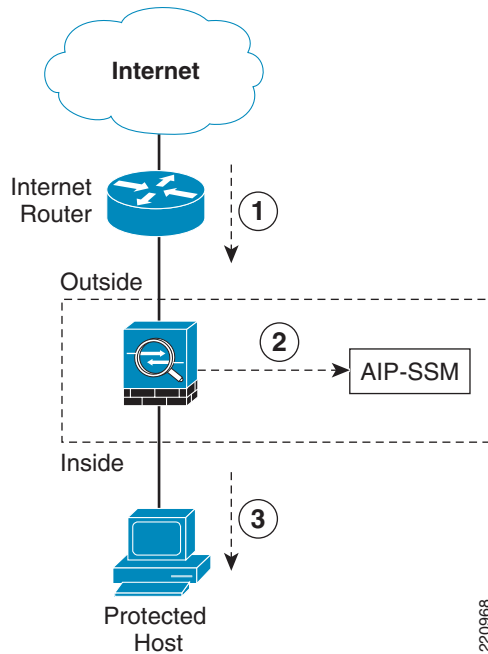 Internet
Internet
Router
1
Outside
2
AIP-SSM
Inside
3
Protected
Host
220968